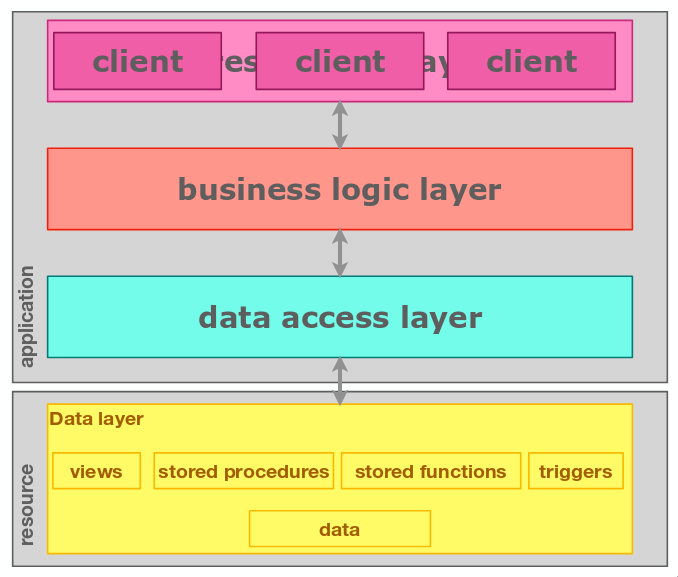 client
client
client
business logic layer
data access layer
application
Data layer
views
stored procedures
stored functions
triggers
data
resource